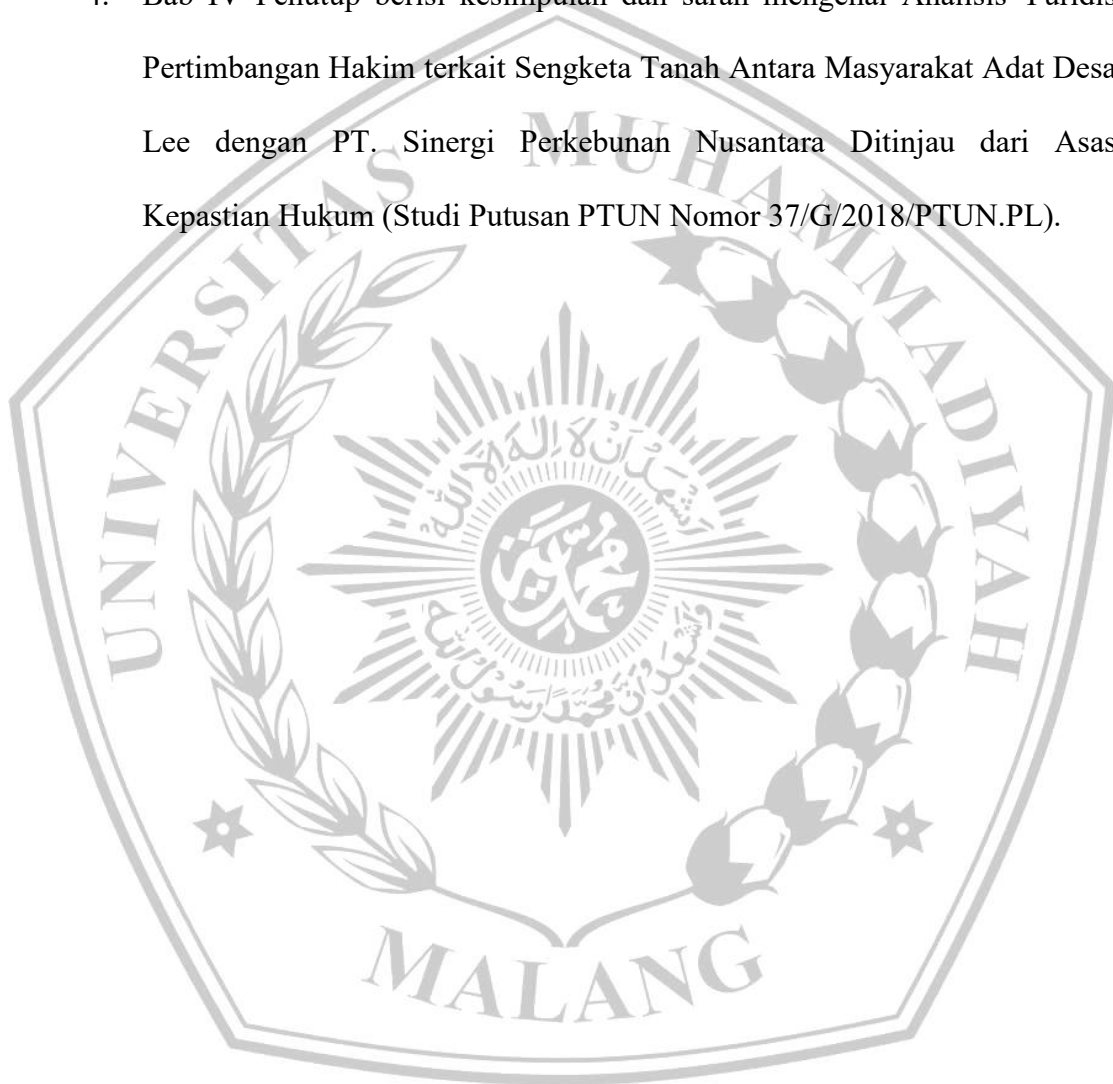 4. Bab IV Penutup berisi kesimpulan dan saran mengenai Analisis Yuridis
Pertimbangan Hakim terkait Sengketa Tanah Antara Masyarakat Adat Desa
Lee dengan PT. Sinergi Perkebunan Nusantara Ditinjau dari Asas
Kepastian Hukum (Studi Putusan PTUN Nomor 37/G/2018/PTUN.PL).
UNIVERSITAS MUHAMMADIYAH
MALANG